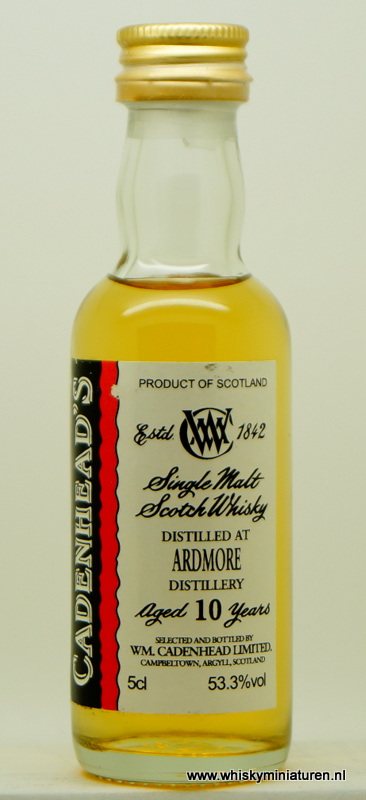 CADENHEAD'S
PRODUCT OF SCOTLAND
Estd. WC 1842
Single Malt
Scotch Whisky
DISTILLED AT
ARDMORE
DISTILLERY
Aged 10 Years
SELECTED AND BOTTLED BY
WM. CADENHEAD LIMITED.
CAMPBELTOWN, ARGYLL, SCOTLAND
5cl 53.3%vol
www.whiskyminiaturen.nl